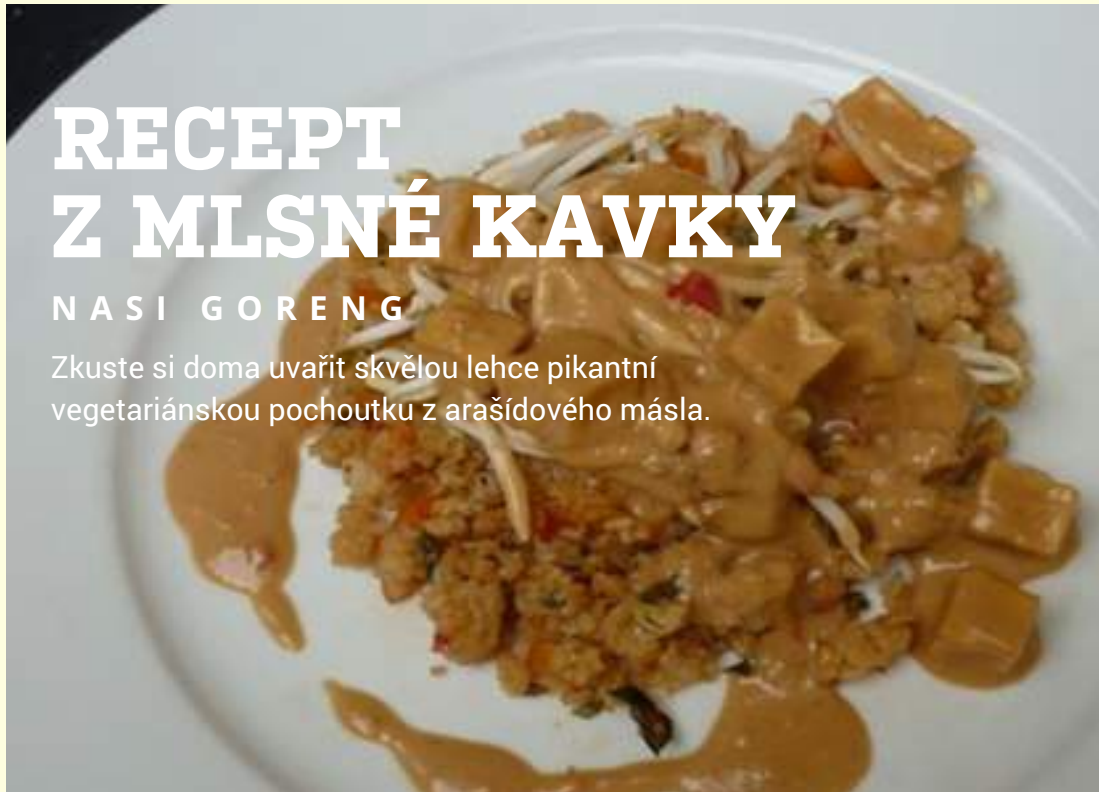 RECEPT
Z MLSNÉ KAVKY
NASI GORENG
Zkuste si doma uvařit skvělou lehce pikantní
vegetariánskou pochoutku z arašídového másla.